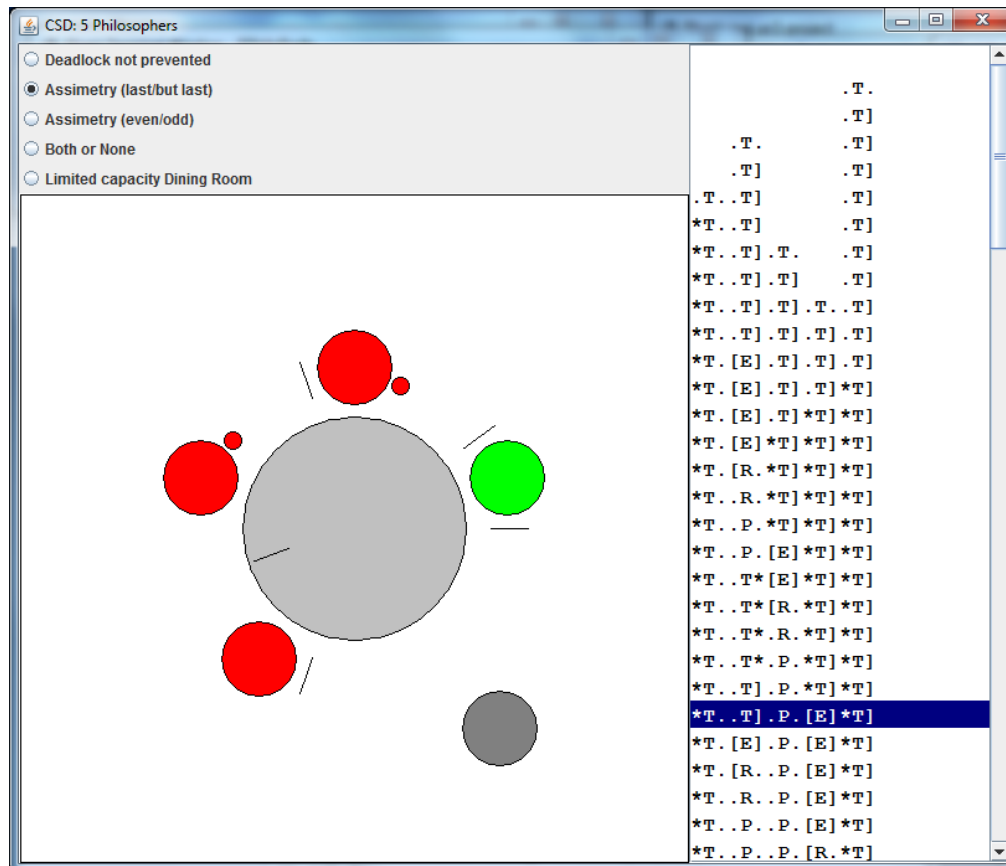 CSD: 5 Philosophers
Deadlock not prevented
Assimetry (last/but last)
Assimetry (even/odd)
Both or None
Limited capacity Dining Room
            .T.
            .T]
   .T.      .T]
   .T]      .T]
.T..T]      .T]
*T..T]      .T]
*T..T].T.   .T]
*T..T].T]   .T]
*T..T].T].T..T]
*T..T].T].T].T]
*T.[E].T].T].T]
*T.[E].T].T]*T]
*T.[E].T]*T]*T]
*T.[E]*T]*T]*T]
*T.[R.*T]*T]*T]
*T..R.*T]*T]*T]
*T..P.*T]*T]*T]
*T..P.[E]*T]*T]
*T..T*[E]*T]*T]
*T..T*[R.*T]*T]
*T..T*.R.*T]*T]
*T..T*.P.*T]*T]
*T..T].P.*T]*T]
*T..T].P.[E]*T]
*T.[E].P.[E]*T]
*T.[R..P.[E]*T]
*T..R..P.[E]*T]
*T..P..P.[E]*T]
*T..P..P.[R.*T]